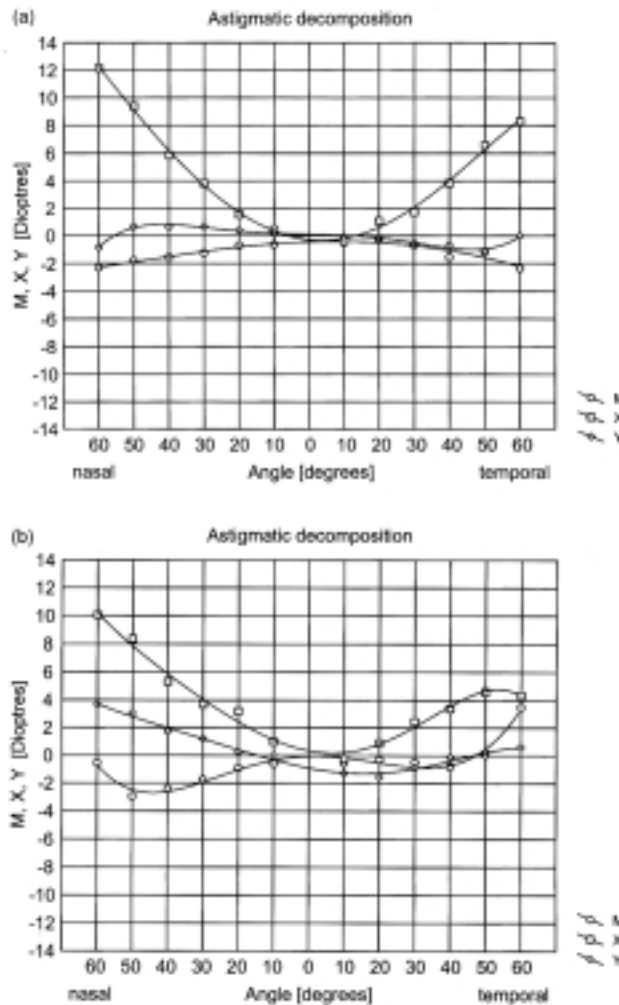 (a) Astigmatic decomposition
14
12
10
8
6
4
2
0
-2
-4
-6
-8
-10
-12
-14
M, X, Y [Dioptres]
60 50 40 30 20 10 0 10 20 30 40 50 60
nasal Angle [degrees] temporal
M
X
Y
(b) Astigmatic decomposition
14
12
10
8
6
4
2
0
-2
-4
-6
-8
-10
-12
-14
M, X, Y [Dioptres]
60 50 40 30 20 10 0 10 20 30 40 50 60
nasal Angle [degrees] temporal
M
X
Y